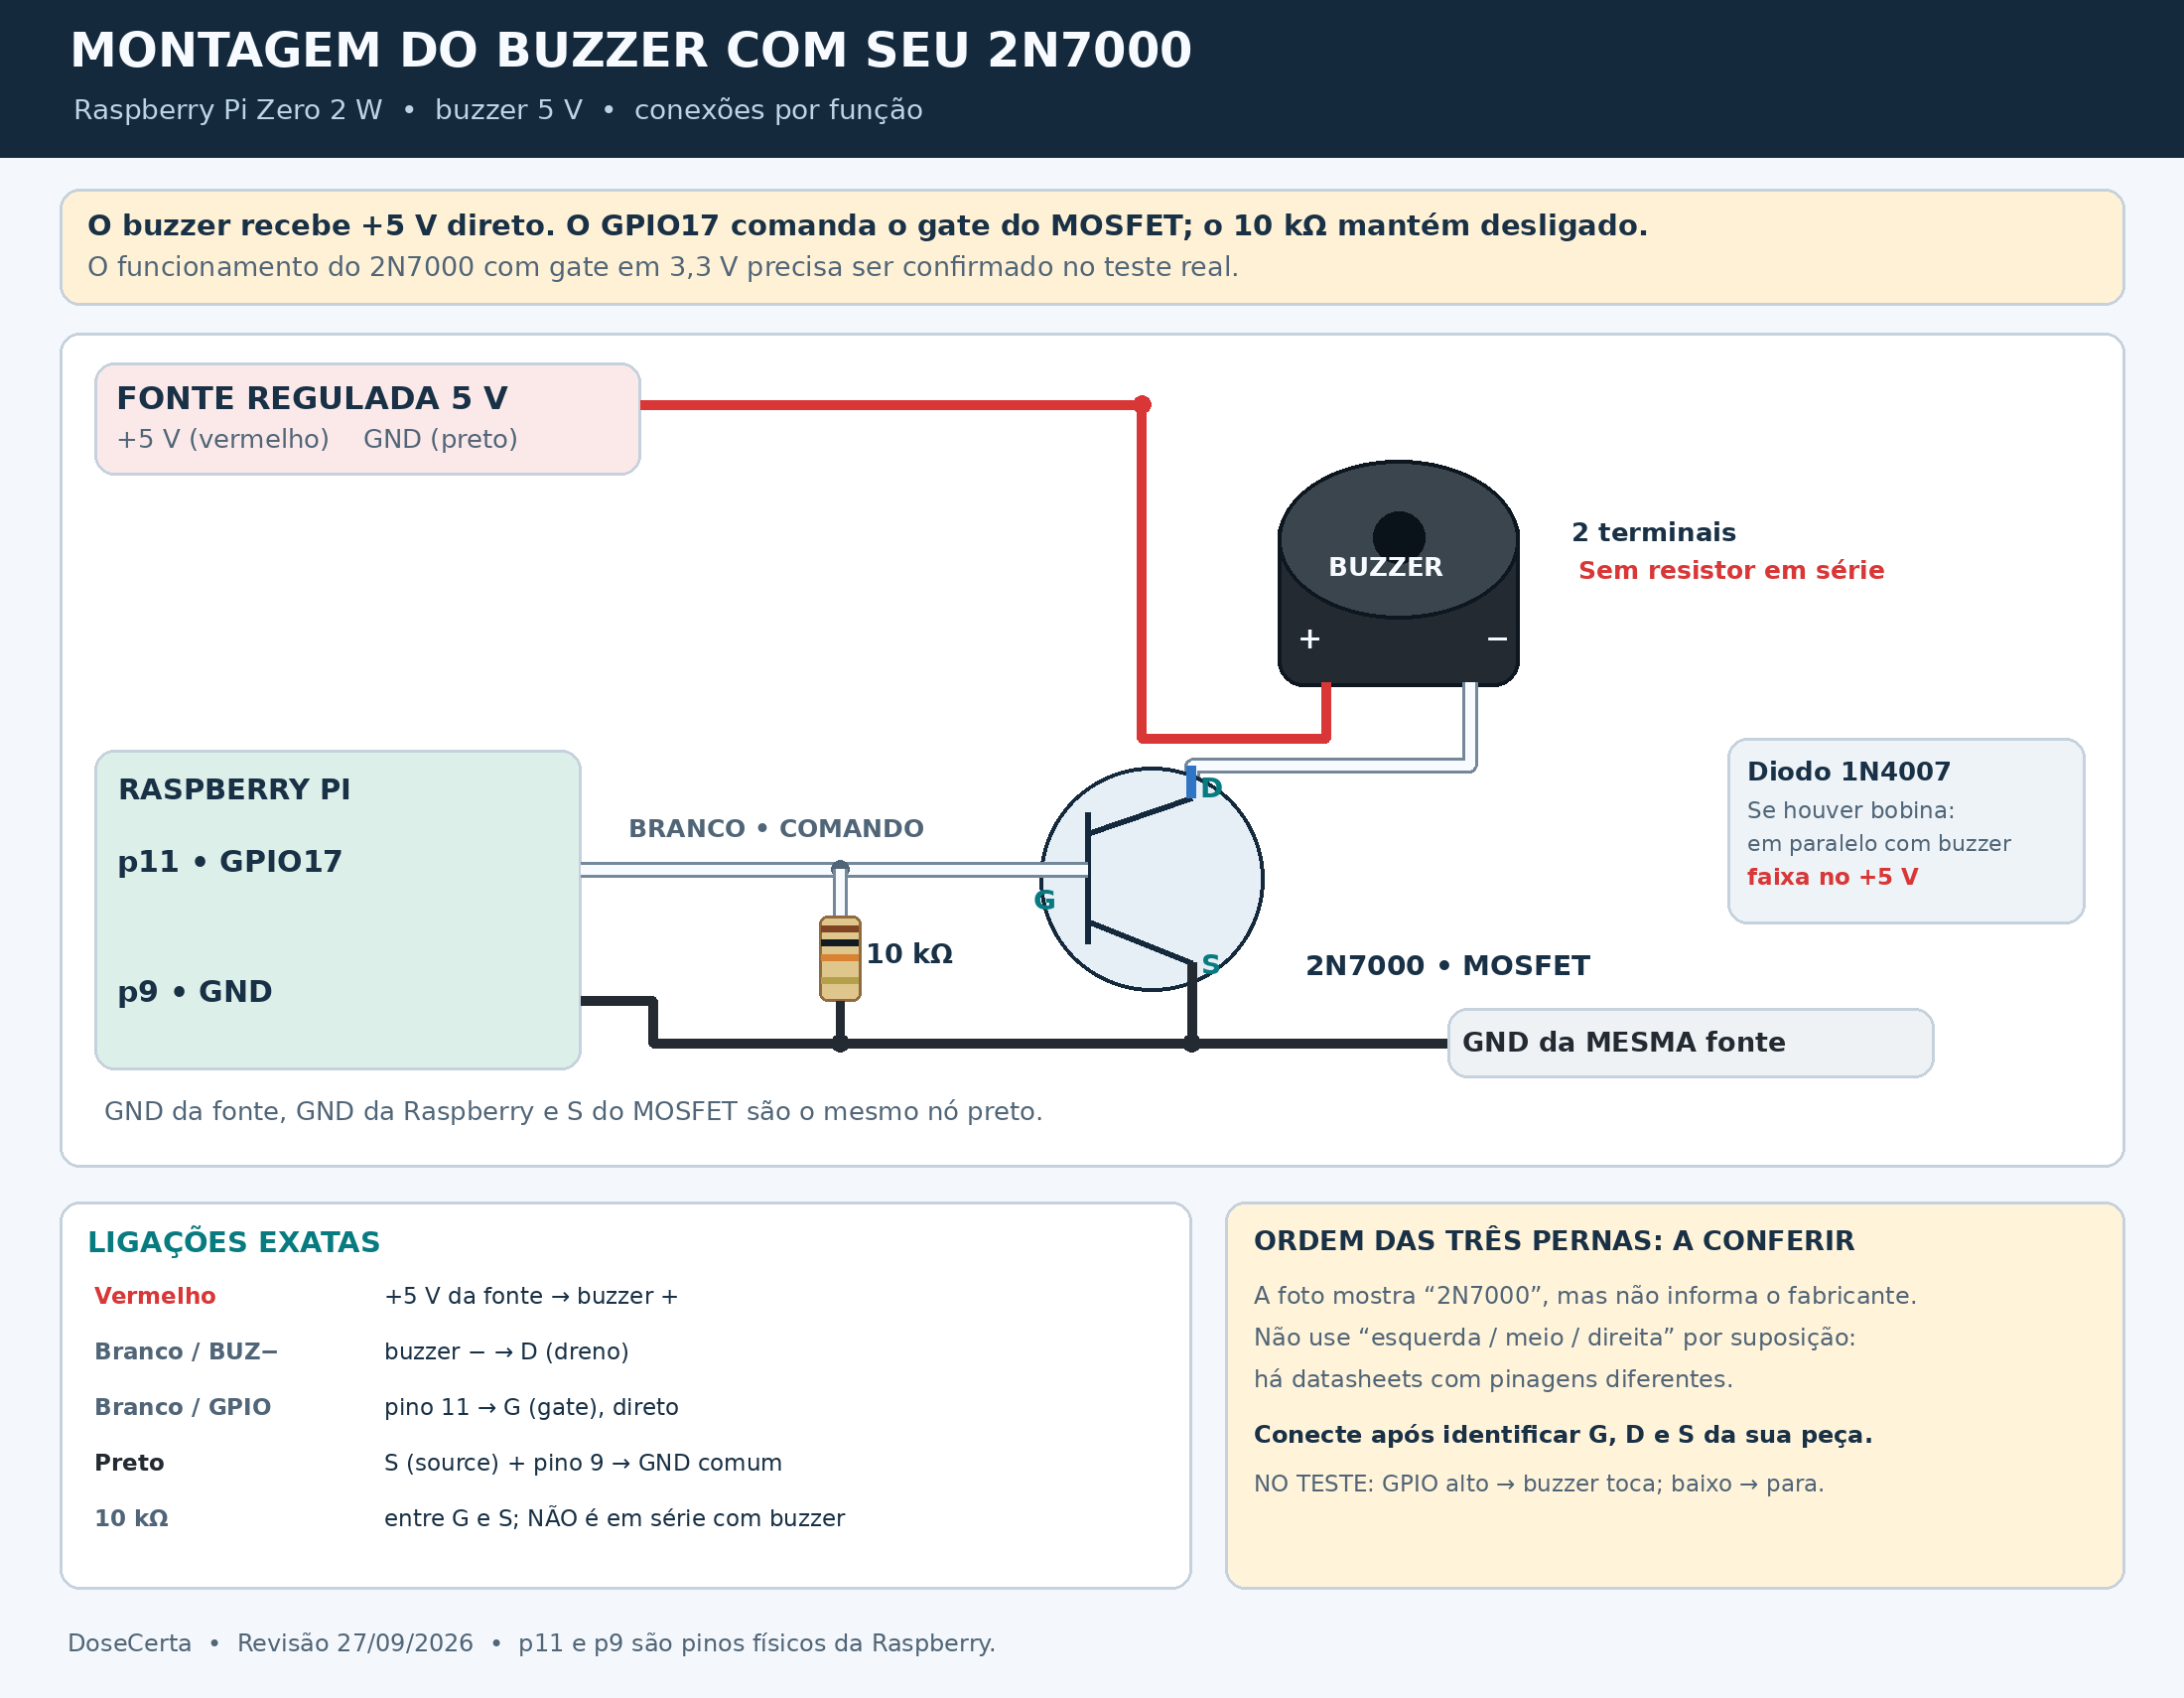 MONTAGEM DO BUZZER COM SEU 2N7000
Raspberry Pi Zero 2 W • buzzer 5 V • conexões por função
O buzzer recebe +5 V direto. O GPIO17 comanda o gate do MOSFET; o 10 kΩ mantém desligado.
O funcionamento do 2N7000 com gate em 3,3 V precisa ser confirmado no teste real.
FONTE REGULADA 5 V
+5 V (vermelho) GND (preto)
BUZZER
+ −
2 terminais
Sem resistor em série
RASPBERRY PI
p11 • GPIO17
p9 • GND
BRANCO • COMANDO
10 kΩ
D
G
S
2N7000 • MOSFET
Diodo 1N4007
Se houver bobina:
em paralelo com buzzer
faixa no +5 V
GND da MESMA fonte
GND da fonte, GND da Raspberry e S do MOSFET são o mesmo nó preto.
LIGAÇÕES EXATAS
Vermelho +5 V da fonte → buzzer +
Branco / BUZ− buzzer − → D (dreno)
Branco / GPIO pino 11 → G (gate), direto
Preto S (source) + pino 9 → GND comum
10 kΩ entre G e S; NÃO é em série com buzzer
ORDEM DAS TRÊS PERNAS: A CONFERIR
A foto mostra “2N7000”, mas não informa o fabricante.
Não use “esquerda / meio / direita” por suposição:
há datasheets com pinagens diferentes.
Conecte após identificar G, D e S da sua peça.
NO TESTE: GPIO alto → buzzer toca; baixo → para.
DoseCerta • Revisão 27/09/2026 • p11 e p9 são pinos físicos da Raspberry.